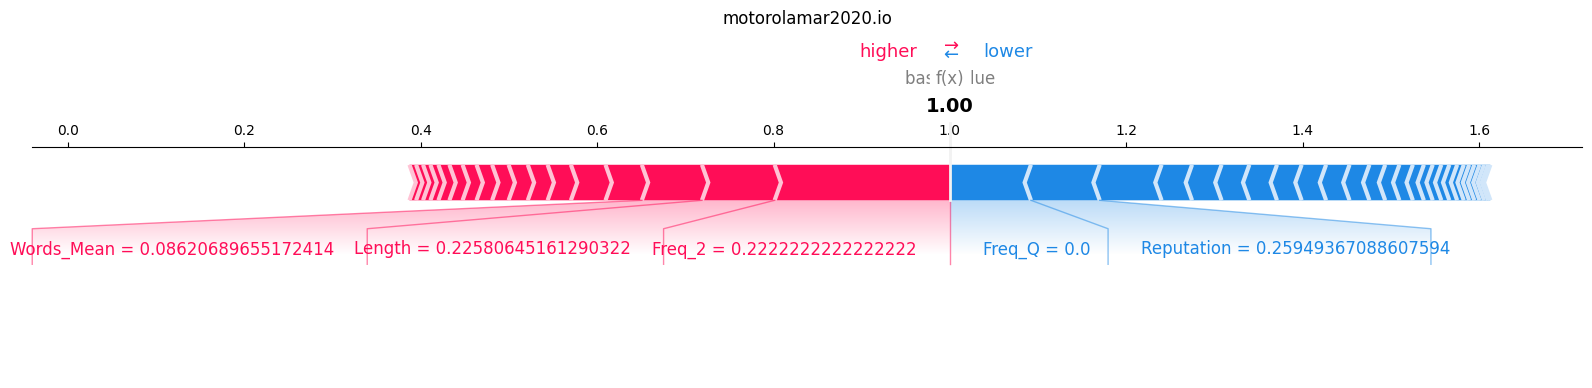 motorolamar2020.io
higher ⇄ lower
bas f(x) lue
1.00
0.0 0.2 0.4 0.6 0.8 1.0 1.2 1.4 1.6
Words_Mean = 0.08620689655172414 Length = 0.22580645161290322 Freq_2 = 0.2222222222222222 Freq_Q = 0.0 Reputation = 0.25949367088607594